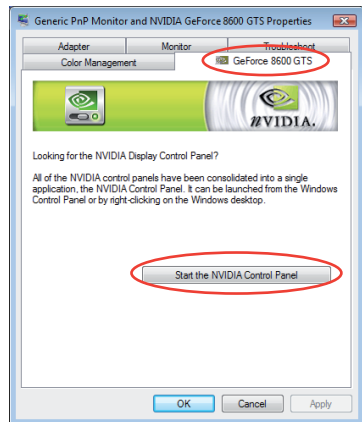 Generic PnP Monitor and NVIDIA GeForce 8600 GTS Properties
Adapter Monitor Troubleshoot
Color Management GeForce 8600 GTS
NVIDIA.
Looking for the NVIDIA Display Control Panel?
All of the NVIDIA control panels have been consolidated into a single
application, the NVIDIA Control Panel. It can be launched from the Windows
Control Panel or by right-clicking on the Windows desktop.
Start the NVIDIA Control Panel
OK Cancel Apply